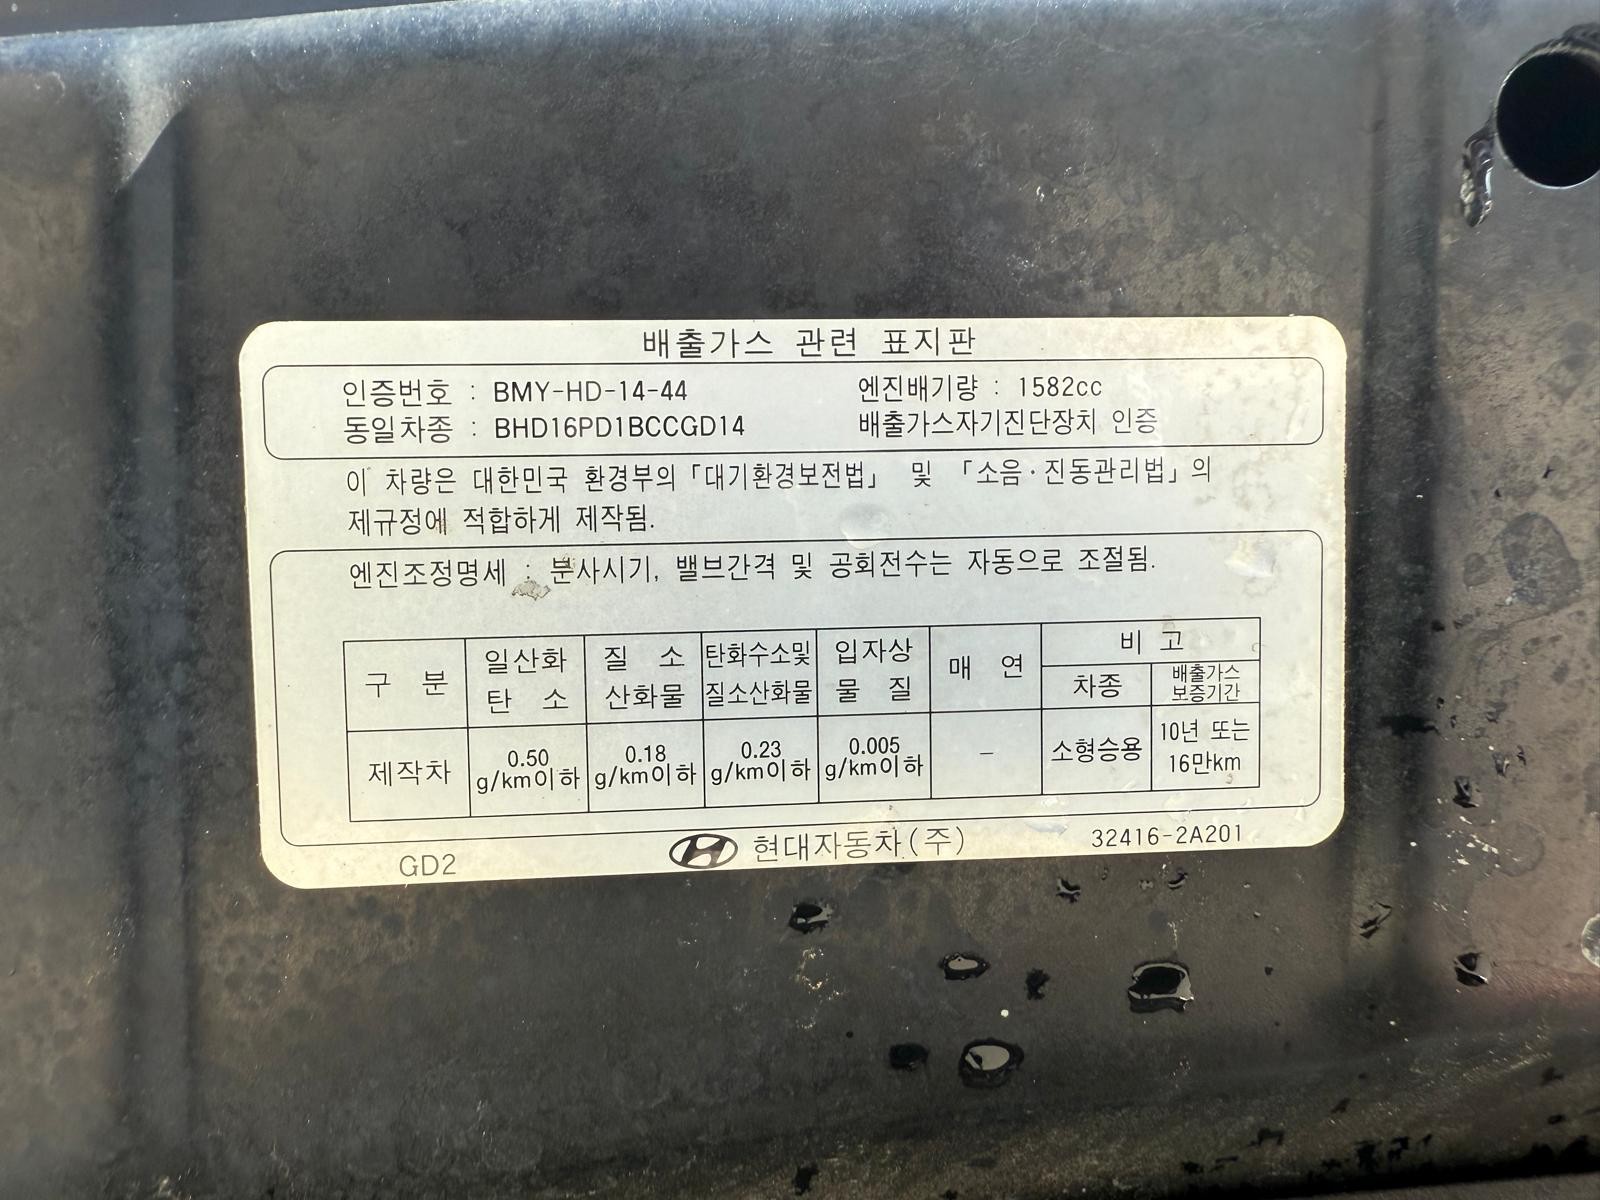 배출가스 관련 표지판
인증번호 : BMY-HD-14-44
엔진배기량 : 1582cc
동일차종 : BHD16PD1BCCGD14
배출가스자기진단장치 인증
이 차량은 대한민국 환경부의「대기환경보전법」 및 「소음·진동관리법」의
제규정에 적합하게 제작됨.
엔진조정명세 : 분사시기, 밸브간격 및 공회전수는 자동으로 조절됨.
구 분
일산화
탄 소
질 소
산화물
탄화수소및
질소산화물
입자상
물 질
매 연
비 고
차종
배출가스
보증기간
제작차
0.50
g/km이하
0.18
g/km이하
0.23
g/km이하
0.005
g/km이하
–
소형승용
10년 또는
16만km
GD2
현대자동차(주)
32416-2A201